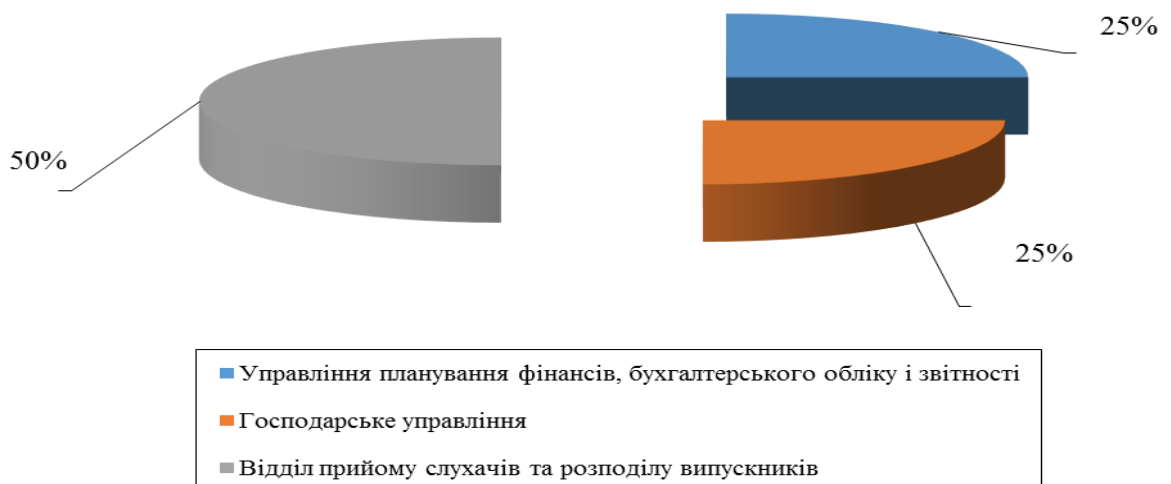 25%
50%
25%
Управління планування фінансів, бухгалтерського обліку і звітності
Господарське управління
Відділ прийому слухачів та розподілу випускників